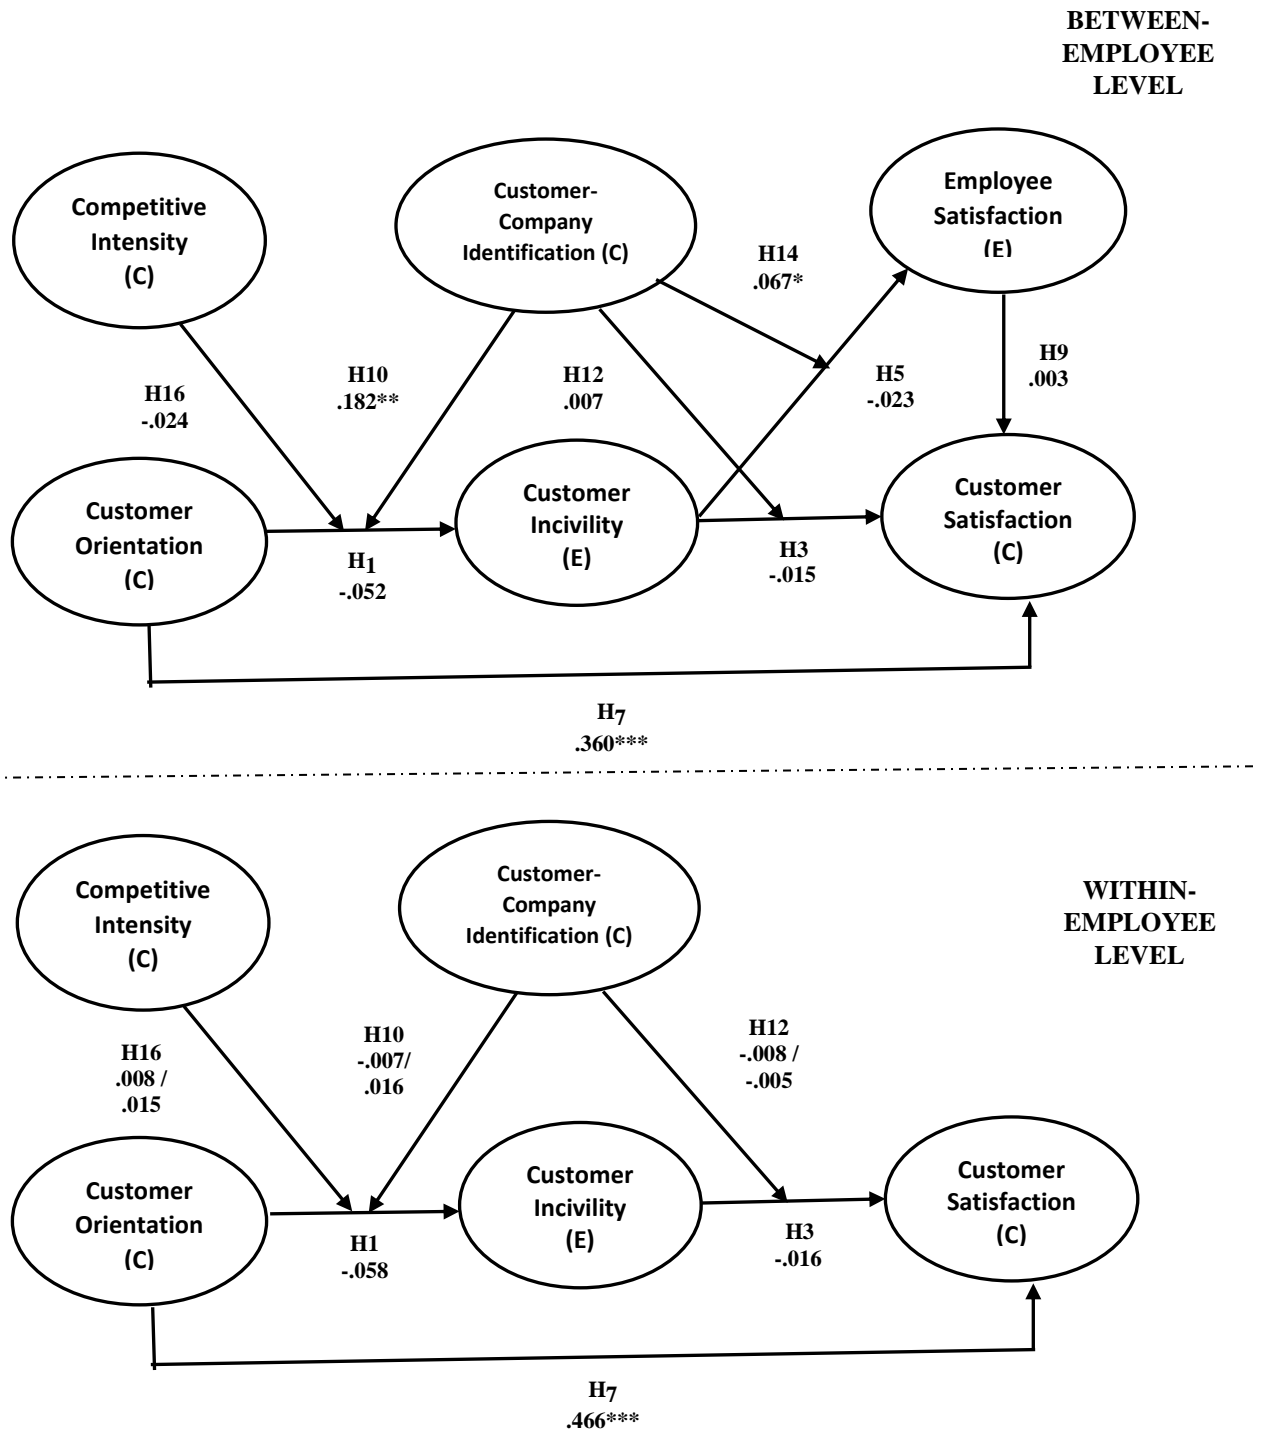 BETWEEN-
EMPLOYEE
LEVEL
Competitive
Intensity
(C)
Customer-
Company
Identification (C)
Employee
Satisfaction
(E)
H14
.067*
H16
-.024
H10
.182**
H12
.007
H5
-.023
H9
.003
Customer
Orientation
(C)
Customer
Incivility
(E)
Customer
Satisfaction
(C)
H1
-.052
H3
-.015
H7
.360***
WITHIN-
EMPLOYEE
LEVEL
Competitive
Intensity
(C)
Customer-
Company
Identification (C)
H16
.008 /
.015
H10
-.007/
.016
H12
-.008 /
-.005
Customer
Orientation
(C)
Customer
Incivility
(E)
Customer
Satisfaction
(C)
H1
-.058
H3
-.016
H7
.466***